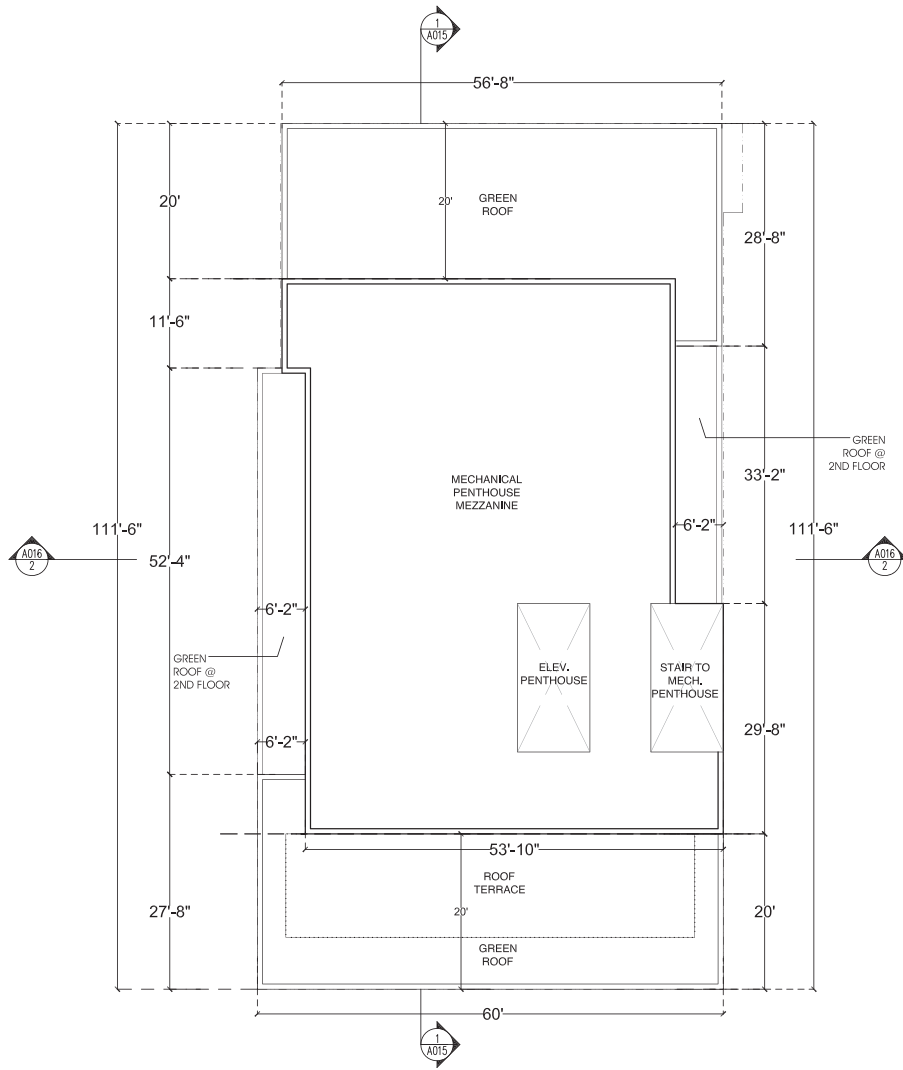 1
A015
56'-8"
20'
20'
GREEN
ROOF
28'-8"
11'-6"
GREEN
ROOF @
2ND FLOOR
33'-2"
MECHANICAL
PENTHOUSE
MEZZANINE
111'-6"
6'-2"
111'-6"
A016
2
52'-4"
A016
2
6'-2"
GREEN
ROOF @
2ND FLOOR
ELEV.
PENTHOUSE
STAIR TO
MECH.
PENTHOUSE
29'-8"
6'-2"
53'-10"
ROOF
TERRACE
27'-8"
20'
20'
GREEN
ROOF
60'
1
A015